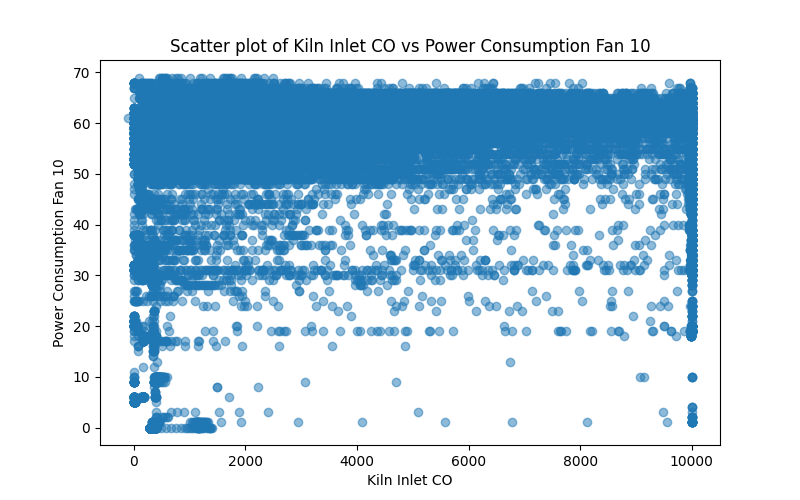 Scatter plot of Kiln Inlet CO vs Power Consumption Fan 10
Power Consumption Fan 10
70
60
50
40
30
20
10
0
0 2000 4000 6000 8000 10000
Kiln Inlet CO